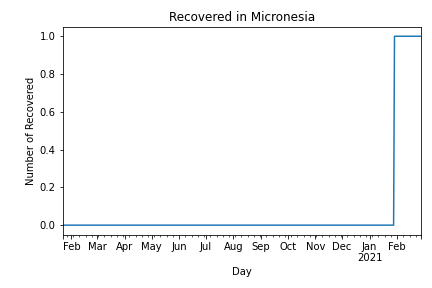 Recovered in Micronesia
Number of Recovered
1.0
0.8
0.6
0.4
0.2
0.0
Feb Mar Apr May Jun Jul Aug Sep Oct Nov Dec Jan Feb
2021
Day